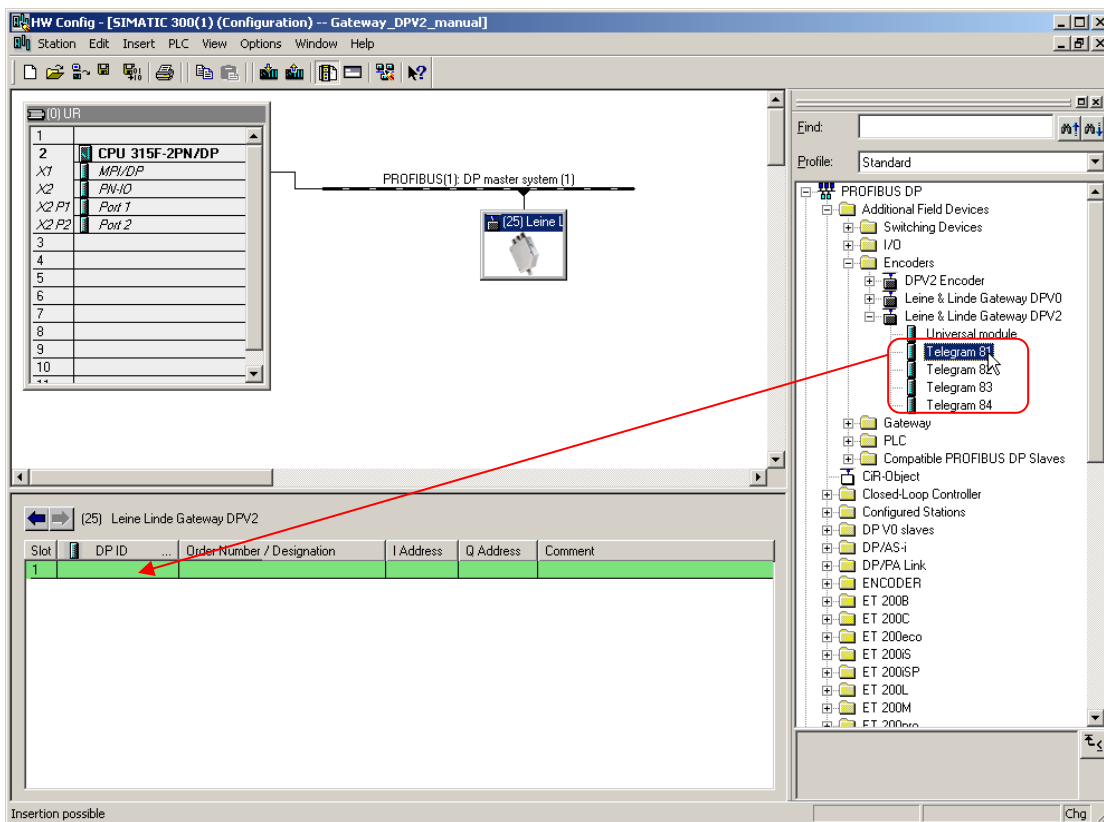 HW Config - [SIMATIC 300(1) (Configuration) -- Gateway_DPV2_manual]
Station Edit Insert PLC View Options Window Help
(0) UR
1
2 CPU 315F-2PN/DP
X1 MPI/DP
X2 PN-IO
X2 P1 Port 1
X2 P2 Port 2
3
4
5
6
7
8
9
10
11
PROFIBUS(1): DP master system (1)
(25) Leine L
Find:
Profile: Standard
PROFIBUS DP
Additional Field Devices
Switching Devices
I/O
Encoders
DPV2 Encoder
Leine & Linde Gateway DPV0
Leine & Linde Gateway DPV2
Universal module
Telegram 81
Telegram 82
Telegram 83
Telegram 84
Gateway
PLC
Compatible PROFIBUS DP Slaves
CiR-Object
Closed-Loop Controller
Configured Stations
DP V0 slaves
DP/AS-i
DP/PA Link
ENCODER
ET 200B
ET 200C
ET 200eco
ET 200iS
ET 200iSP
ET 200L
ET 200M
ET 200pro
(25) Leine Linde Gateway DPV2
Slot DP ID ... Order Number / Designation I Address Q Address Comment
1
Insertion possible
Chg